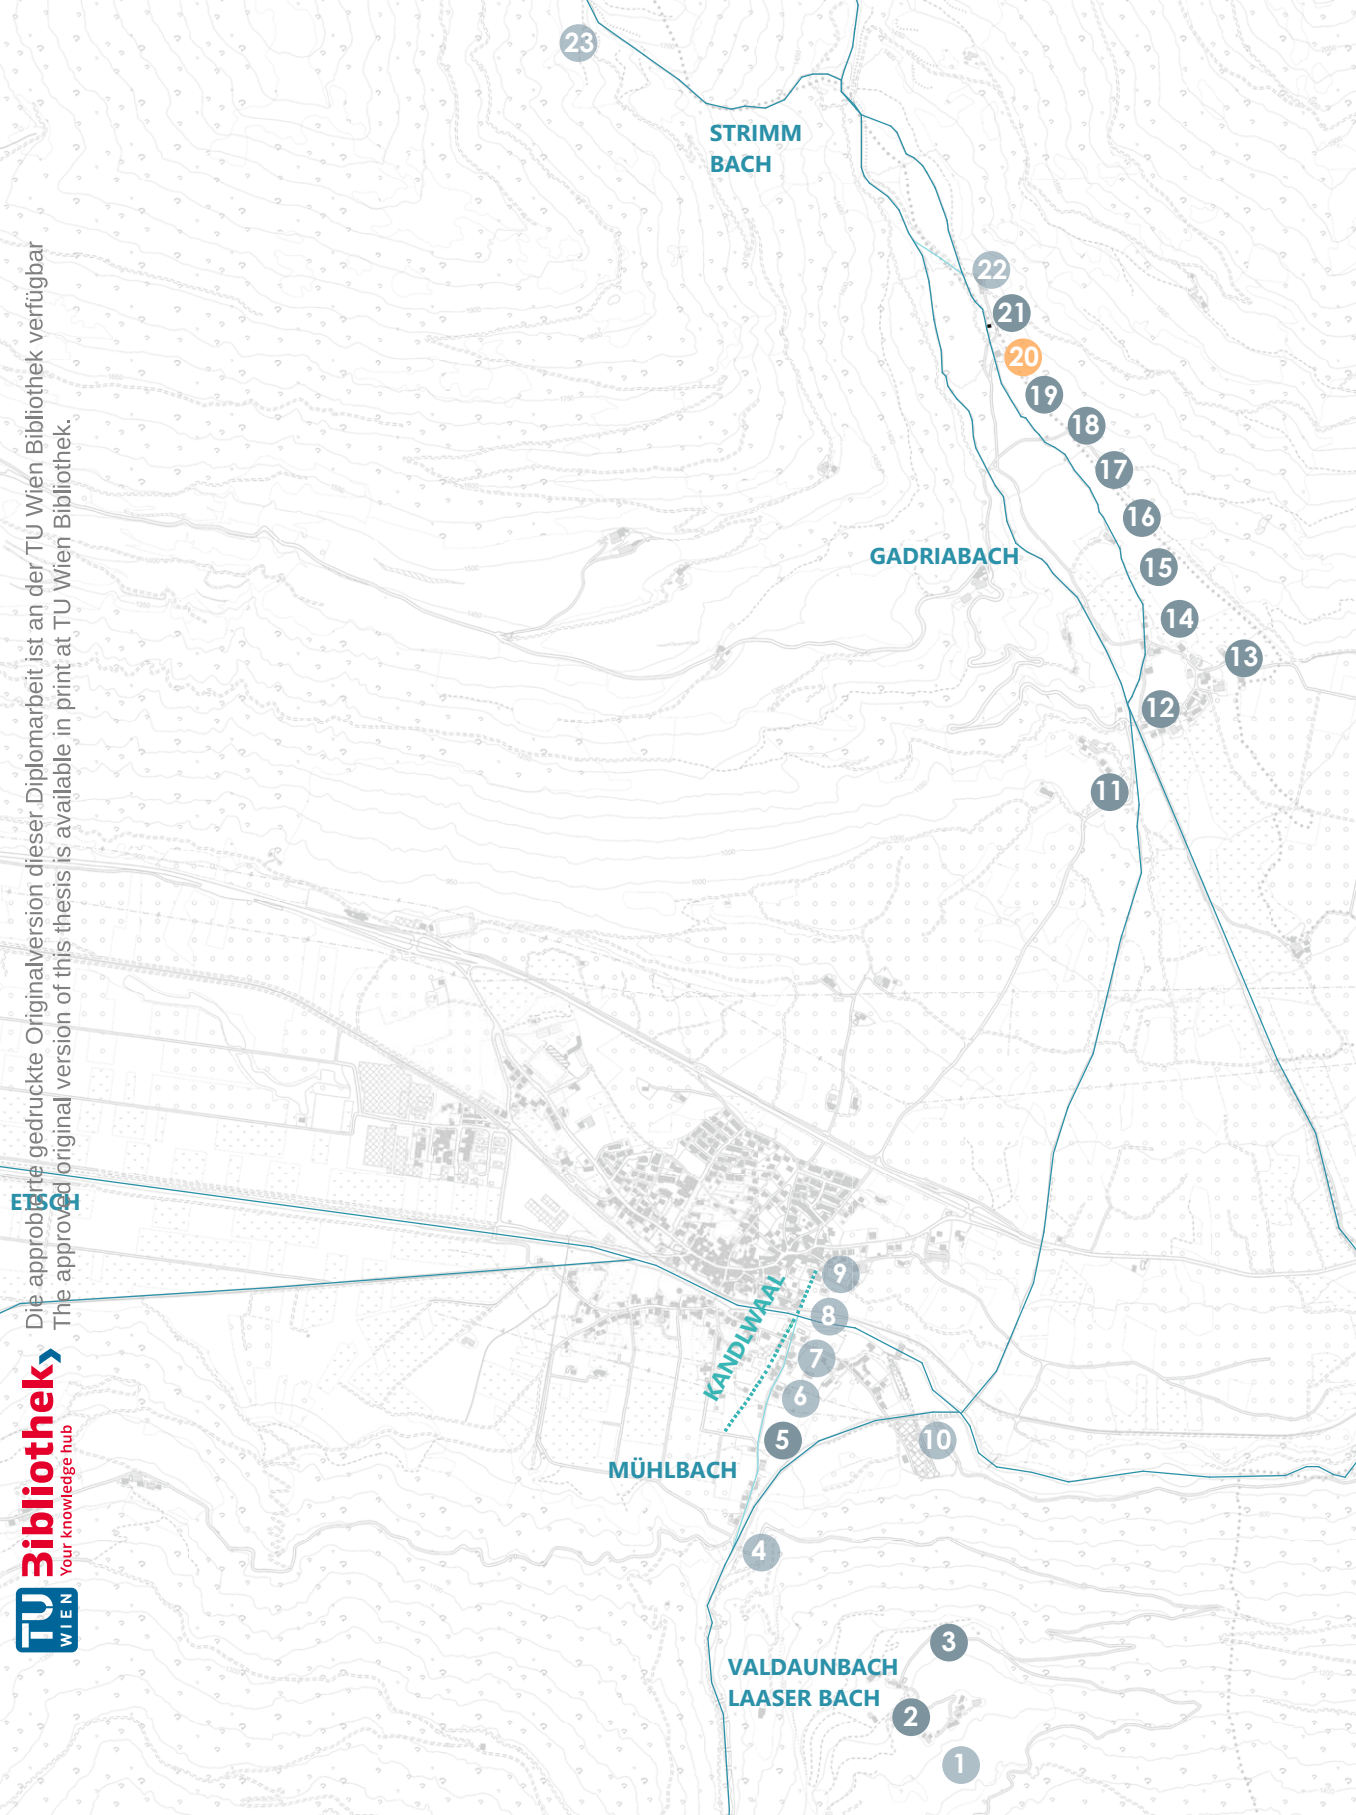 23
STRIMM
BACH
22
21
20
19
18
17
16
GADRIABACH
15
14
13
12
11
ETSCH
KANDLWAAL
9
8
7
6
5
10
MÜHLBACH
4
3
VALDAUNBACH
LAASER BACH
2
1
Die approbierte gedruckte Originalversion dieser Diplomarbeit ist an der TU Wien Bibliothek verfügbar
The approved original version of this thesis is available in print at TU Wien Bibliothek.
Bibliothek
Your knowledge hub
TU
WIEN